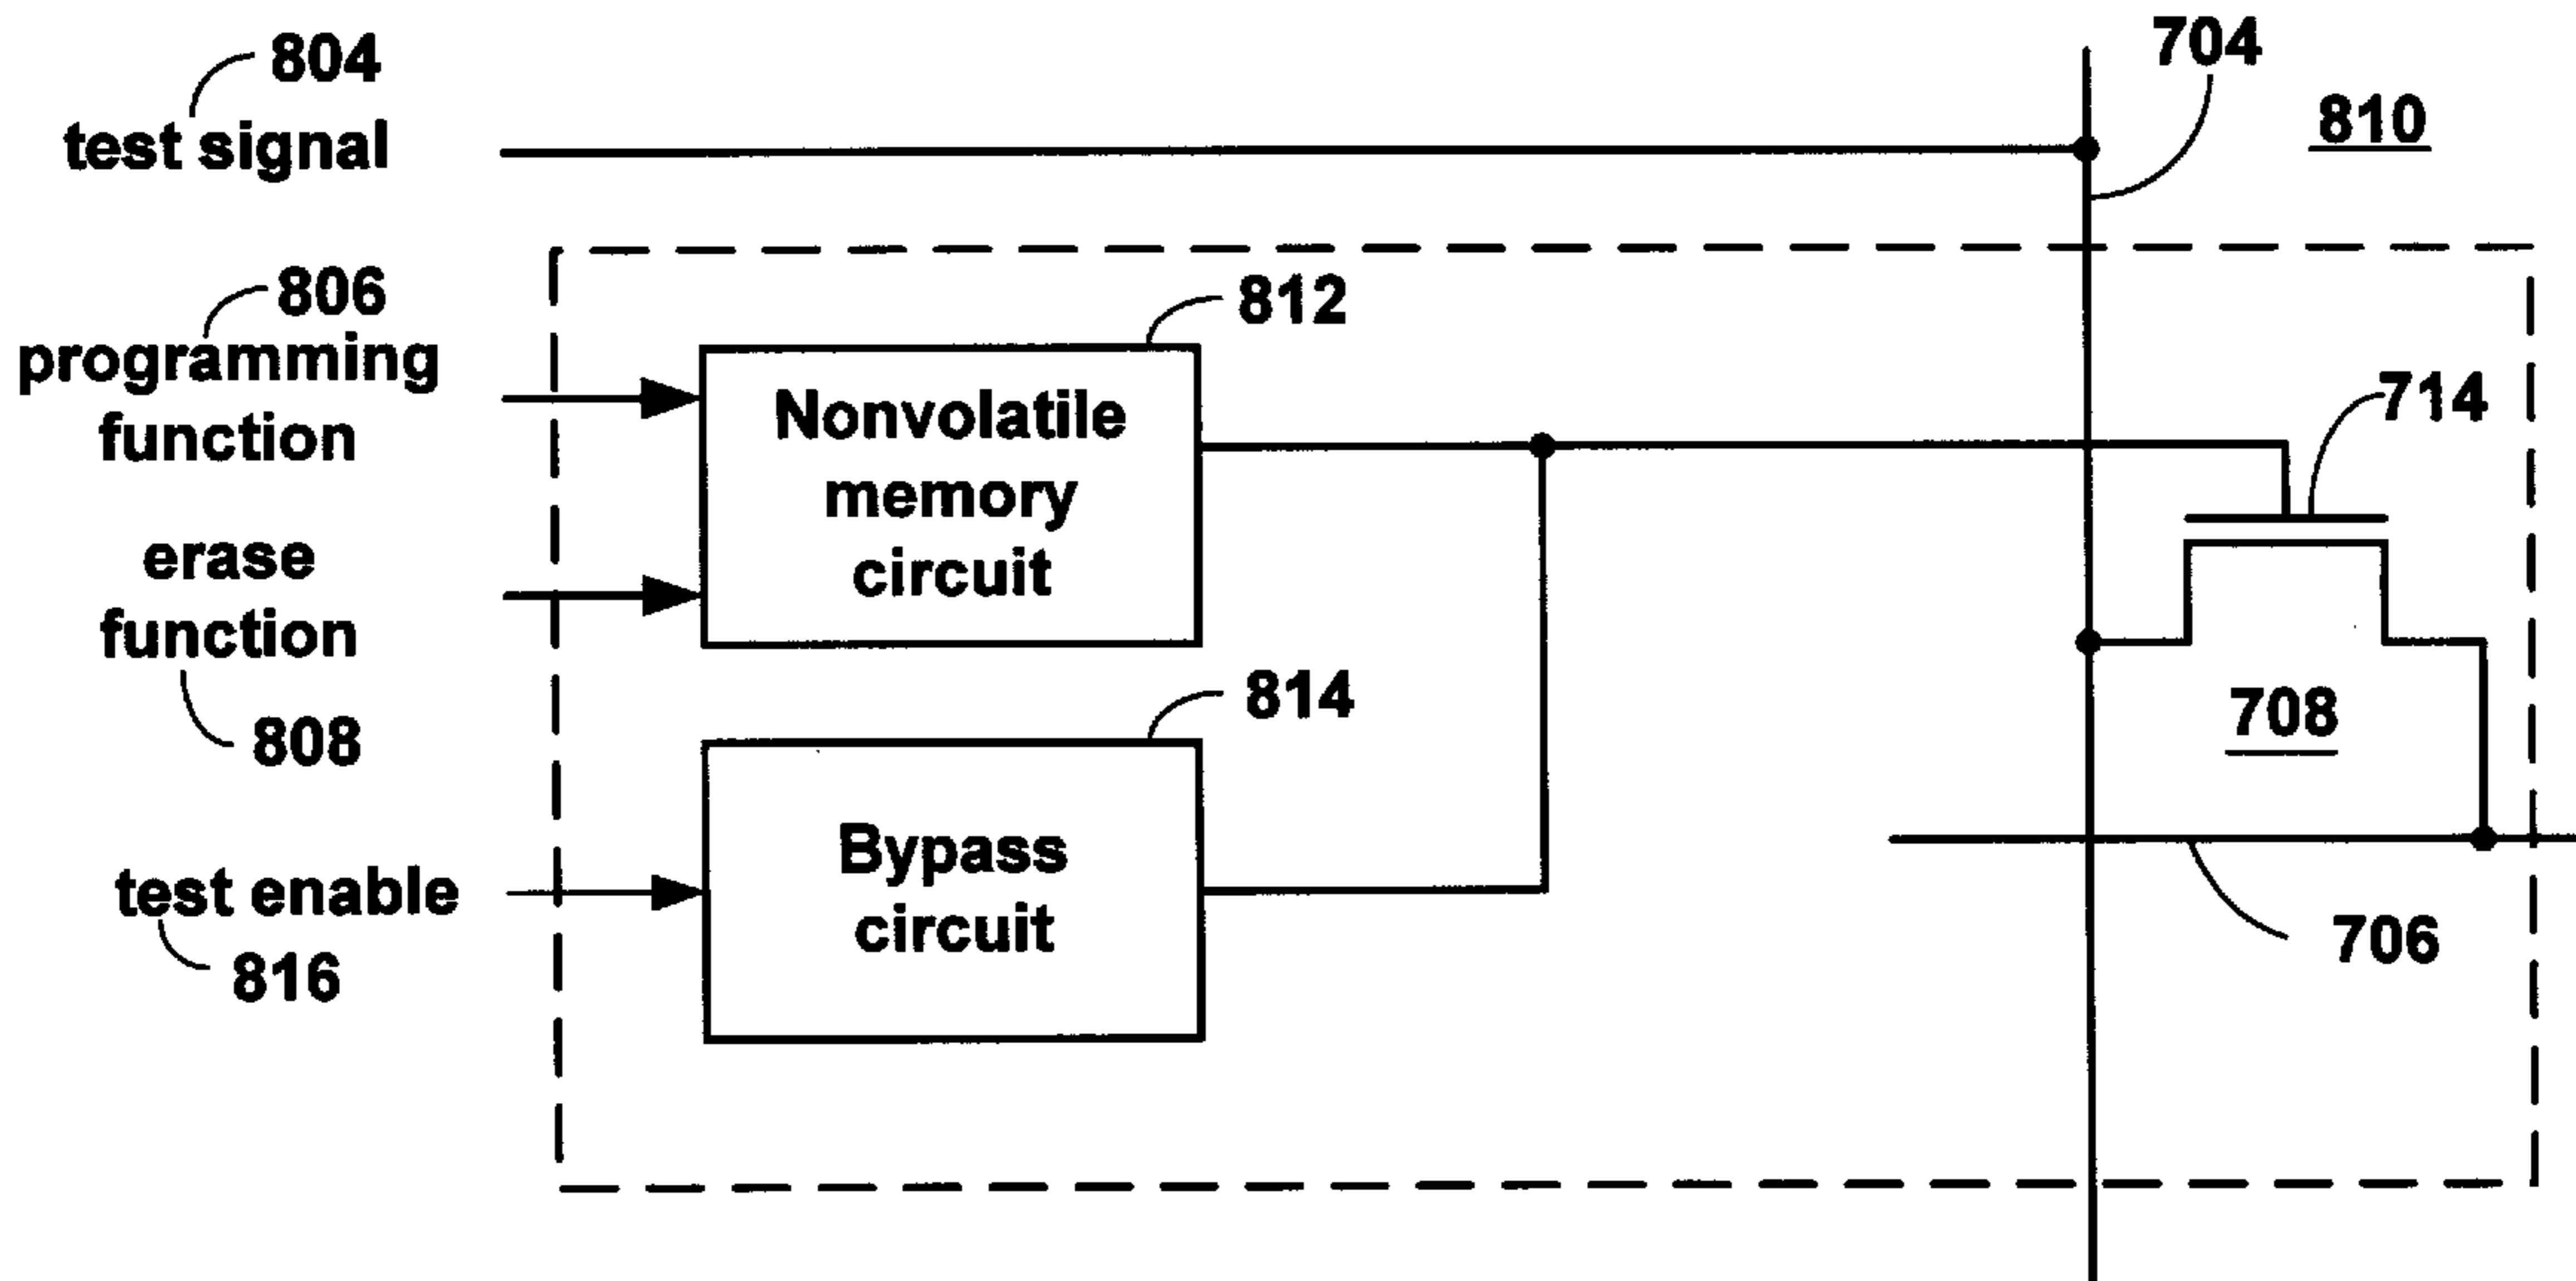 804
test signal
704
810
806
programming
function
812
Nonvolatile
memory
circuit
714
erase
function
808
814
708
Bypass
circuit
test enable
816
706